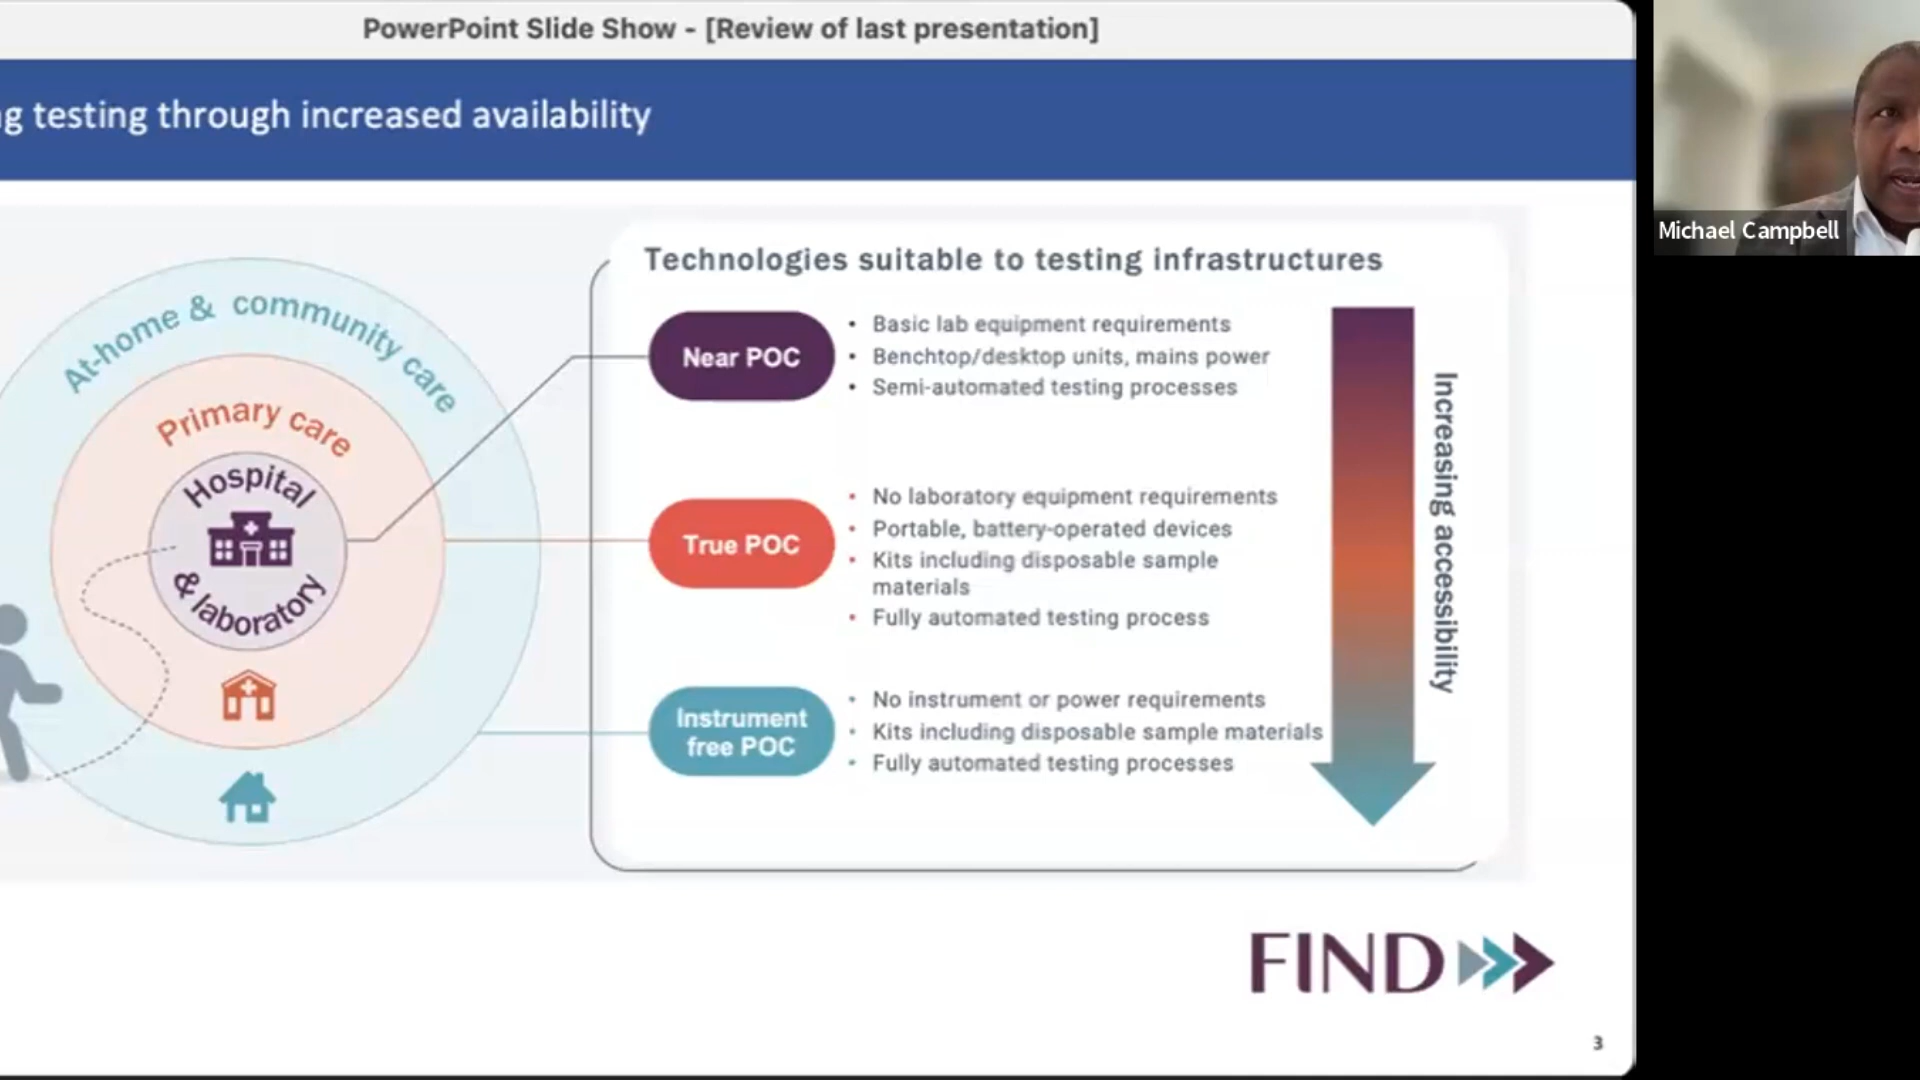 PowerPoint Slide Show - [Review of last presentation]
g testing through increased availability
Michael Campbell
At-home & community care
Primary care
Hospital
& laboratory
Technologies suitable to testing infrastructures
Near POC
• Basic lab equipment requirements
• Benchtop/desktop units, mains power
• Semi-automated testing processes
True POC
• No laboratory equipment requirements
• Portable, battery-operated devices
• Kits including disposable sample
materials
• Fully automated testing process
Instrument
free POC
• No instrument or power requirements
• Kits including disposable sample materials
• Fully automated testing processes
Increasing accessibility
FIND
3